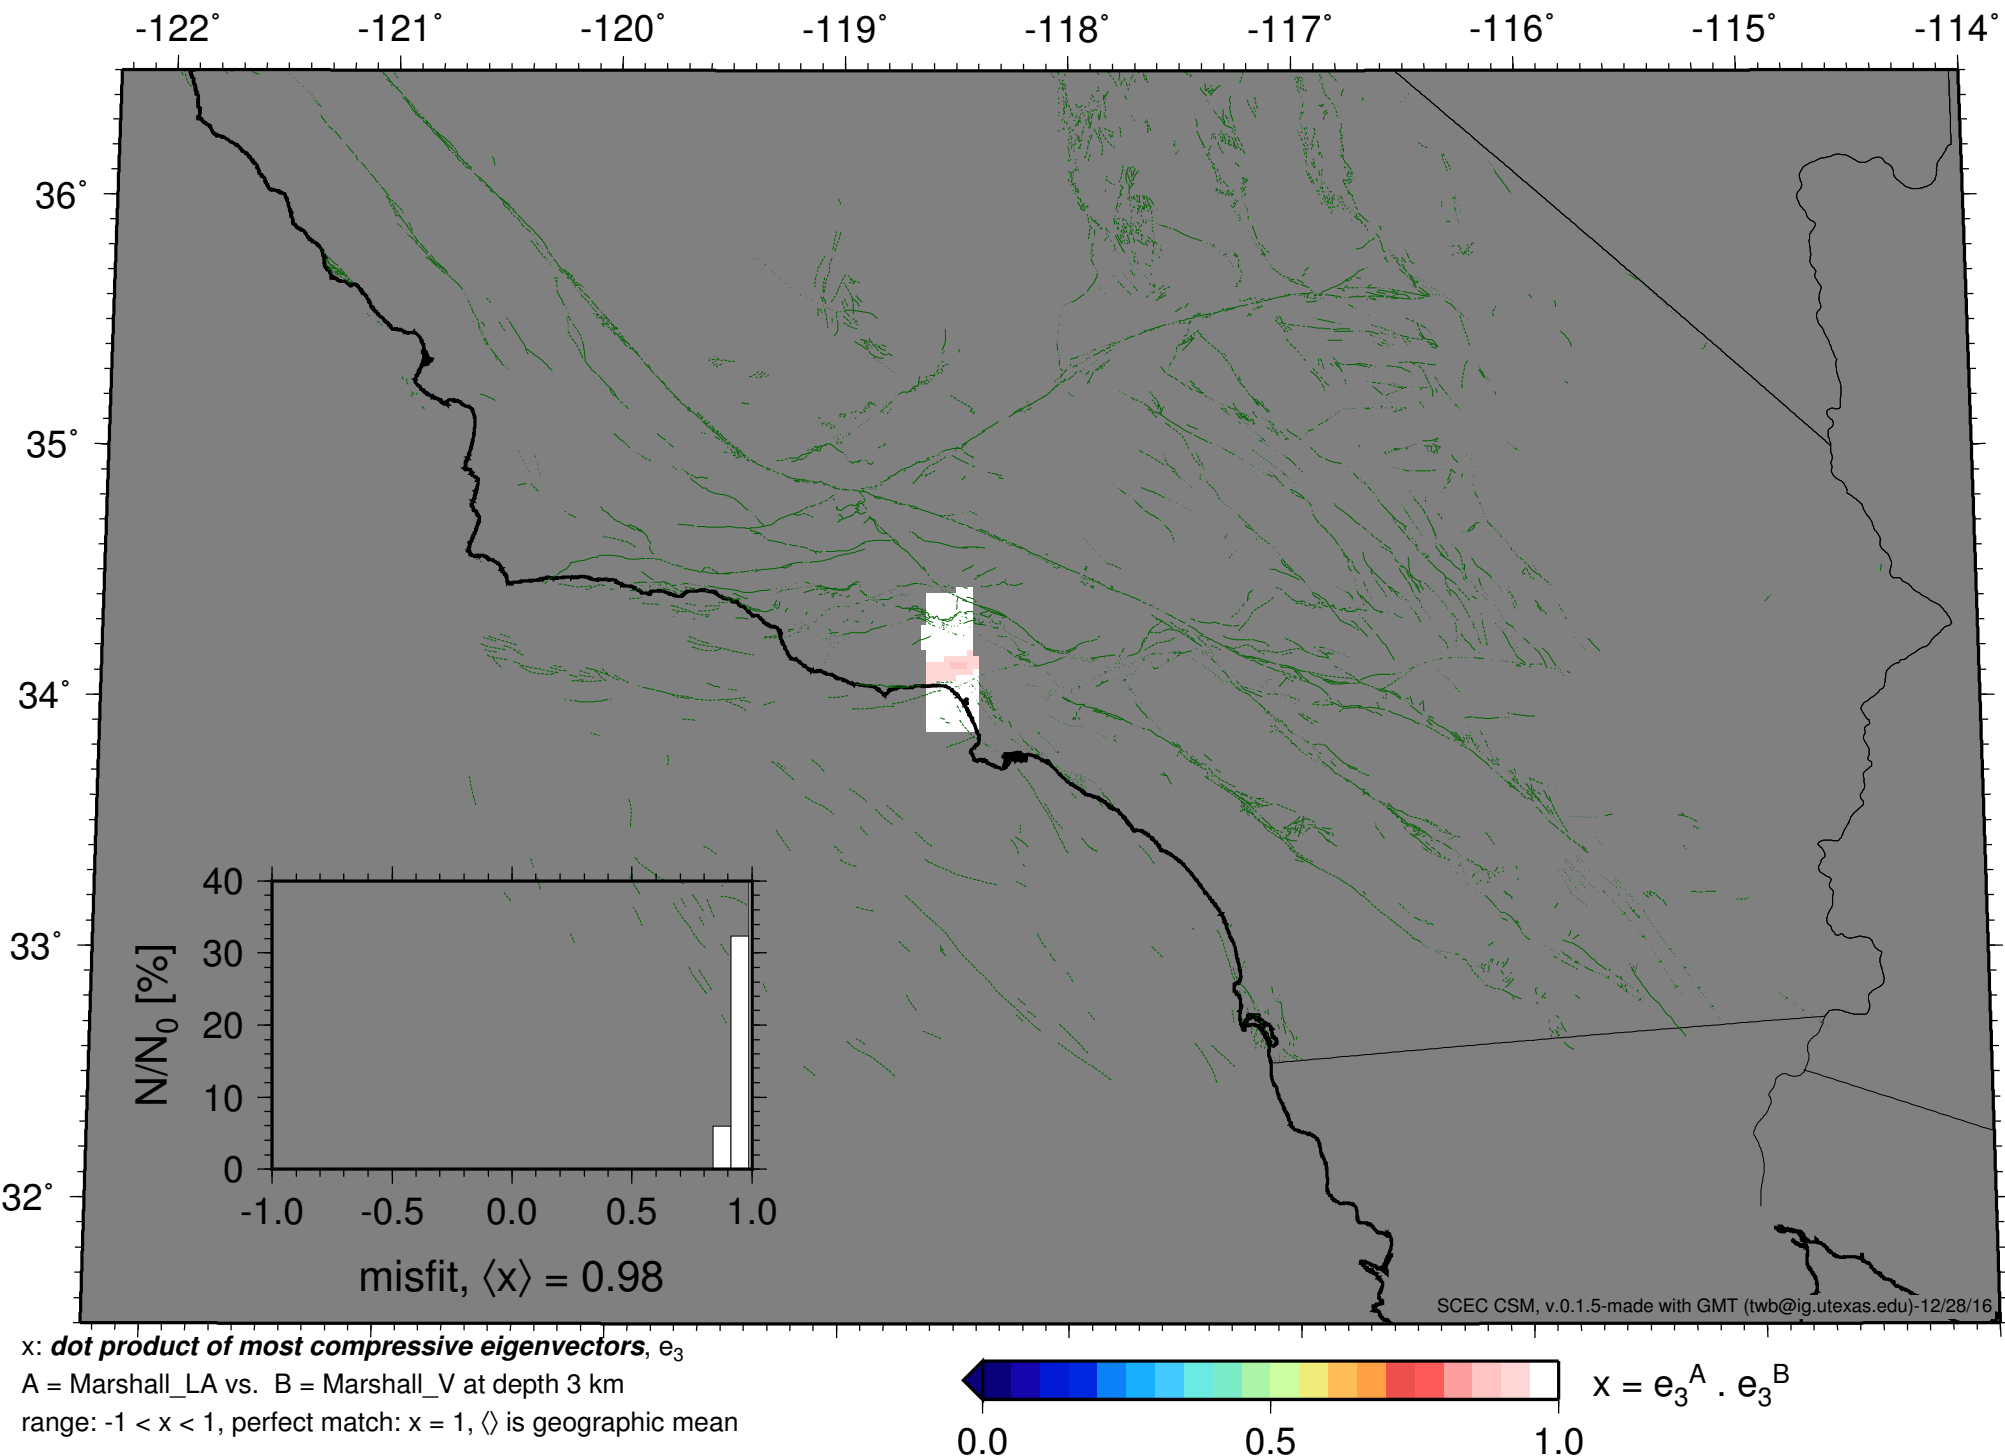 -122° -121° -120° -119° -118° -117° -116° -115° -114°
36°
35°
34°
33°
32°
40
30
20
10
0
N/N0 [%]
-1.0 -0.5 0.0 0.5 1.0
misfit, ⟨x⟩ = 0.98
SCEC CSM, v.0.1.5-made with GMT (twb@ig.utexas.edu)-12/28/16
x: dot product of most compressive eigenvectors, e3
A = Marshall_LA vs. B = Marshall_V at depth 3 km
range: -1 < x < 1, perfect match: x = 1, ⟨⟩ is geographic mean
x = e3^A . e3^B
0.0 0.5 1.0